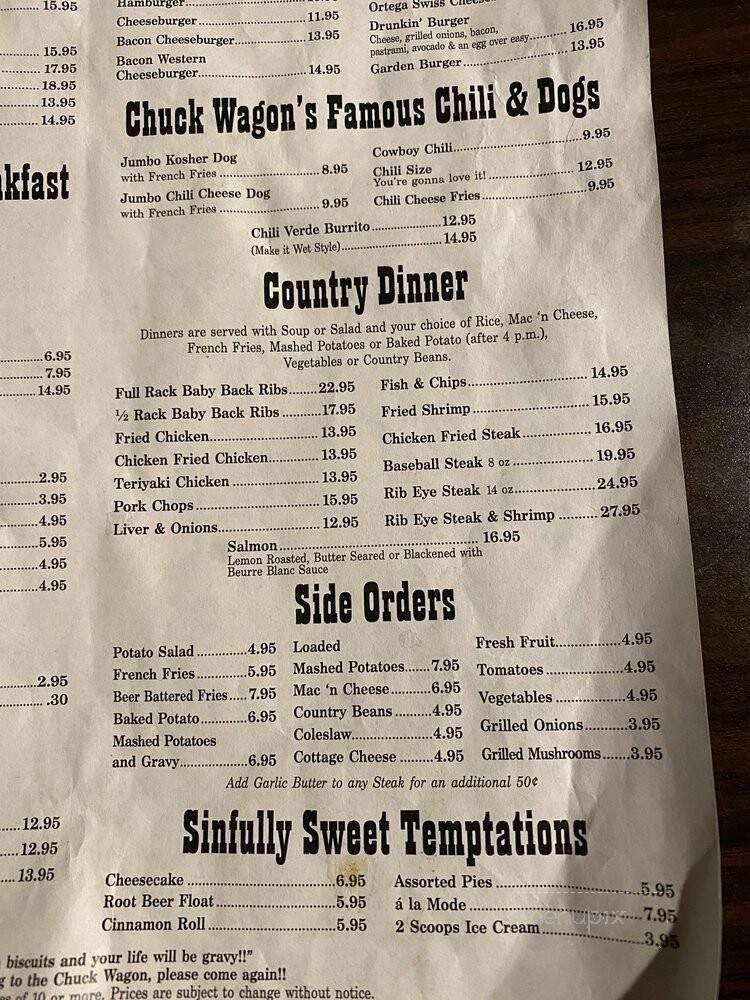 15.95
15.95
17.95
18.95
13.95
14.95
kfast
6.95
7.95
14.95
2.95
3.95
4.95
5.95
4.95
4.95
2.95
.30
12.95
12.95
13.95
Hamburger
Cheeseburger 11.95
Bacon Cheeseburger 13.95
Bacon Western
Cheeseburger 14.95
Ortega Swiss Cheese
Drunkin' Burger
Cheese, grilled onions, bacon,
pastrami, avocado & an egg over easy 16.95
Garden Burger 13.95
Chuck Wagon's Famous Chili & Dogs
Jumbo Kosher Dog
with French Fries 8.95
Jumbo Chili Cheese Dog
with French Fries 9.95
Cowboy Chili 9.95
Chili Size
You're gonna love it! 12.95
Chili Cheese Fries 9.95
Chili Verde Burrito 12.95
(Make it Wet Style) 14.95
Country Dinner
Dinners are served with Soup or Salad and your choice of Rice, Mac 'n Cheese,
French Fries, Mashed Potatoes or Baked Potato (after 4 p.m.),
Vegetables or Country Beans.
Full Rack Baby Back Ribs 22.95
½ Rack Baby Back Ribs 17.95
Fried Chicken 13.95
Chicken Fried Chicken 13.95
Teriyaki Chicken 13.95
Pork Chops 15.95
Liver & Onions 12.95
Fish & Chips 14.95
Fried Shrimp 15.95
Chicken Fried Steak 16.95
Baseball Steak 8 oz 19.95
Rib Eye Steak 14 oz 24.95
Rib Eye Steak & Shrimp 27.95
Salmon 16.95
Lemon Roasted, Butter Seared or Blackened with
Beurre Blanc Sauce
Side Orders
Potato Salad 4.95
French Fries 5.95
Beer Battered Fries 7.95
Baked Potato 6.95
Mashed Potatoes
and Gravy 6.95
Loaded
Mashed Potatoes 7.95
Mac 'n Cheese 6.95
Country Beans 4.95
Coleslaw 4.95
Cottage Cheese 4.95
Fresh Fruit 4.95
Tomatoes 4.95
Vegetables 4.95
Grilled Onions 3.95
Grilled Mushrooms 3.95
Add Garlic Butter to any Steak for an additional 50¢
Sinfully Sweet Temptations
Cheesecake 6.95
Root Beer Float 5.95
Cinnamon Roll 5.95
Assorted Pies 5.95
á la Mode 7.95
2 Scoops Ice Cream 3.95
menupix
biscuits and your life will be gravy!!"
g to the Chuck Wagon, please come again!!
es of 10 or more. Prices are subject to change without notice.